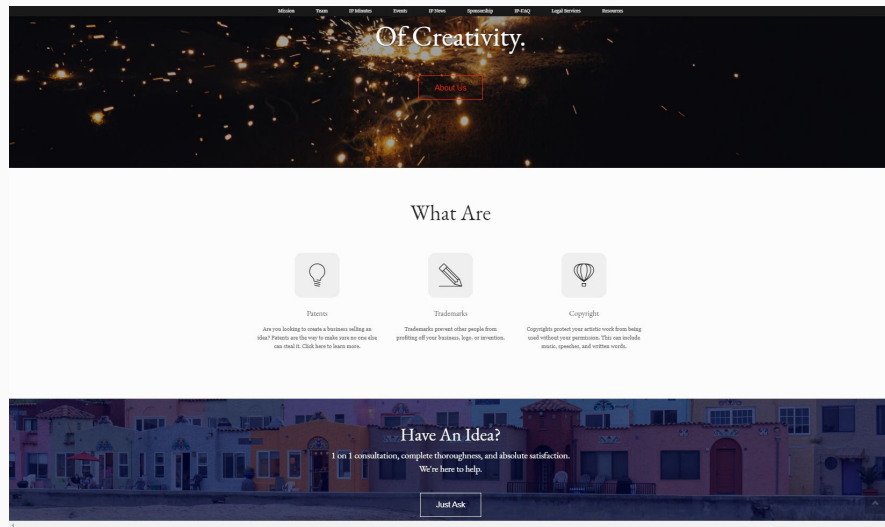 Mission Team IP Minutes Events IP News Sponsorship IP-FAQ Legal Services Resources
Of Creativity.
About Us
What Are
Patents
Are you looking to create a business selling an
idea? Patents are the way to make sure no one else
can steal it. Click here to learn more.
Trademarks
Trademarks prevent other people from
profiting off your business, logo, or invention.
Copyright
Copyrights protect your artistic work from being
used without your permission. This can include
music, speeches, and written words.
Have An Idea?
1 on 1 consultation, complete thoroughness, and absolute satisfaction.
We're here to help.
Just Ask